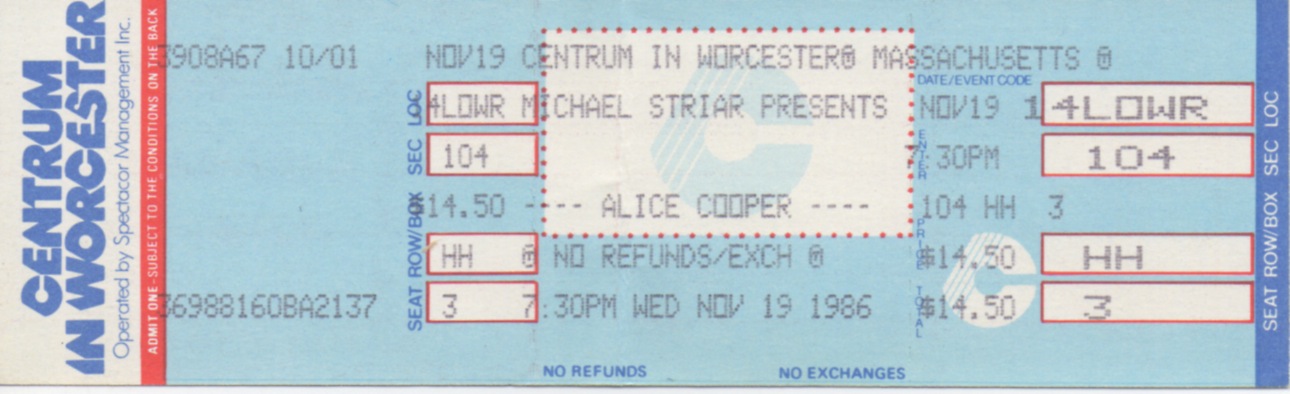 CENTRUM
IN WORCESTER
Operated by Spectacor Management Inc.
ADMIT ONE-SUBJECT TO THE CONDITIONS ON THE BACK
3908A67 10/01 NOV19 CENTRUM IN WORCESTER@ MASSACHUSETTS @
DATE/EVENT CODE
SEC LOC
4LOWR MICHAEL STRIAR PRESENTS NOV19 14LOWR
ENTER
104 7:30PM 104
SEC LOC
SEAT ROW/BOX
$14.50 ---- ALICE COOPER ---- 104 HH 3
PRICE TOTAL
HH @ NO REFUNDS/EXCH @ $14.50 HH
36988160BA2137 3 7:30PM WED NOV 19 1986 $14.50 3
SEAT ROW/BOX
NO REFUNDS NO EXCHANGES